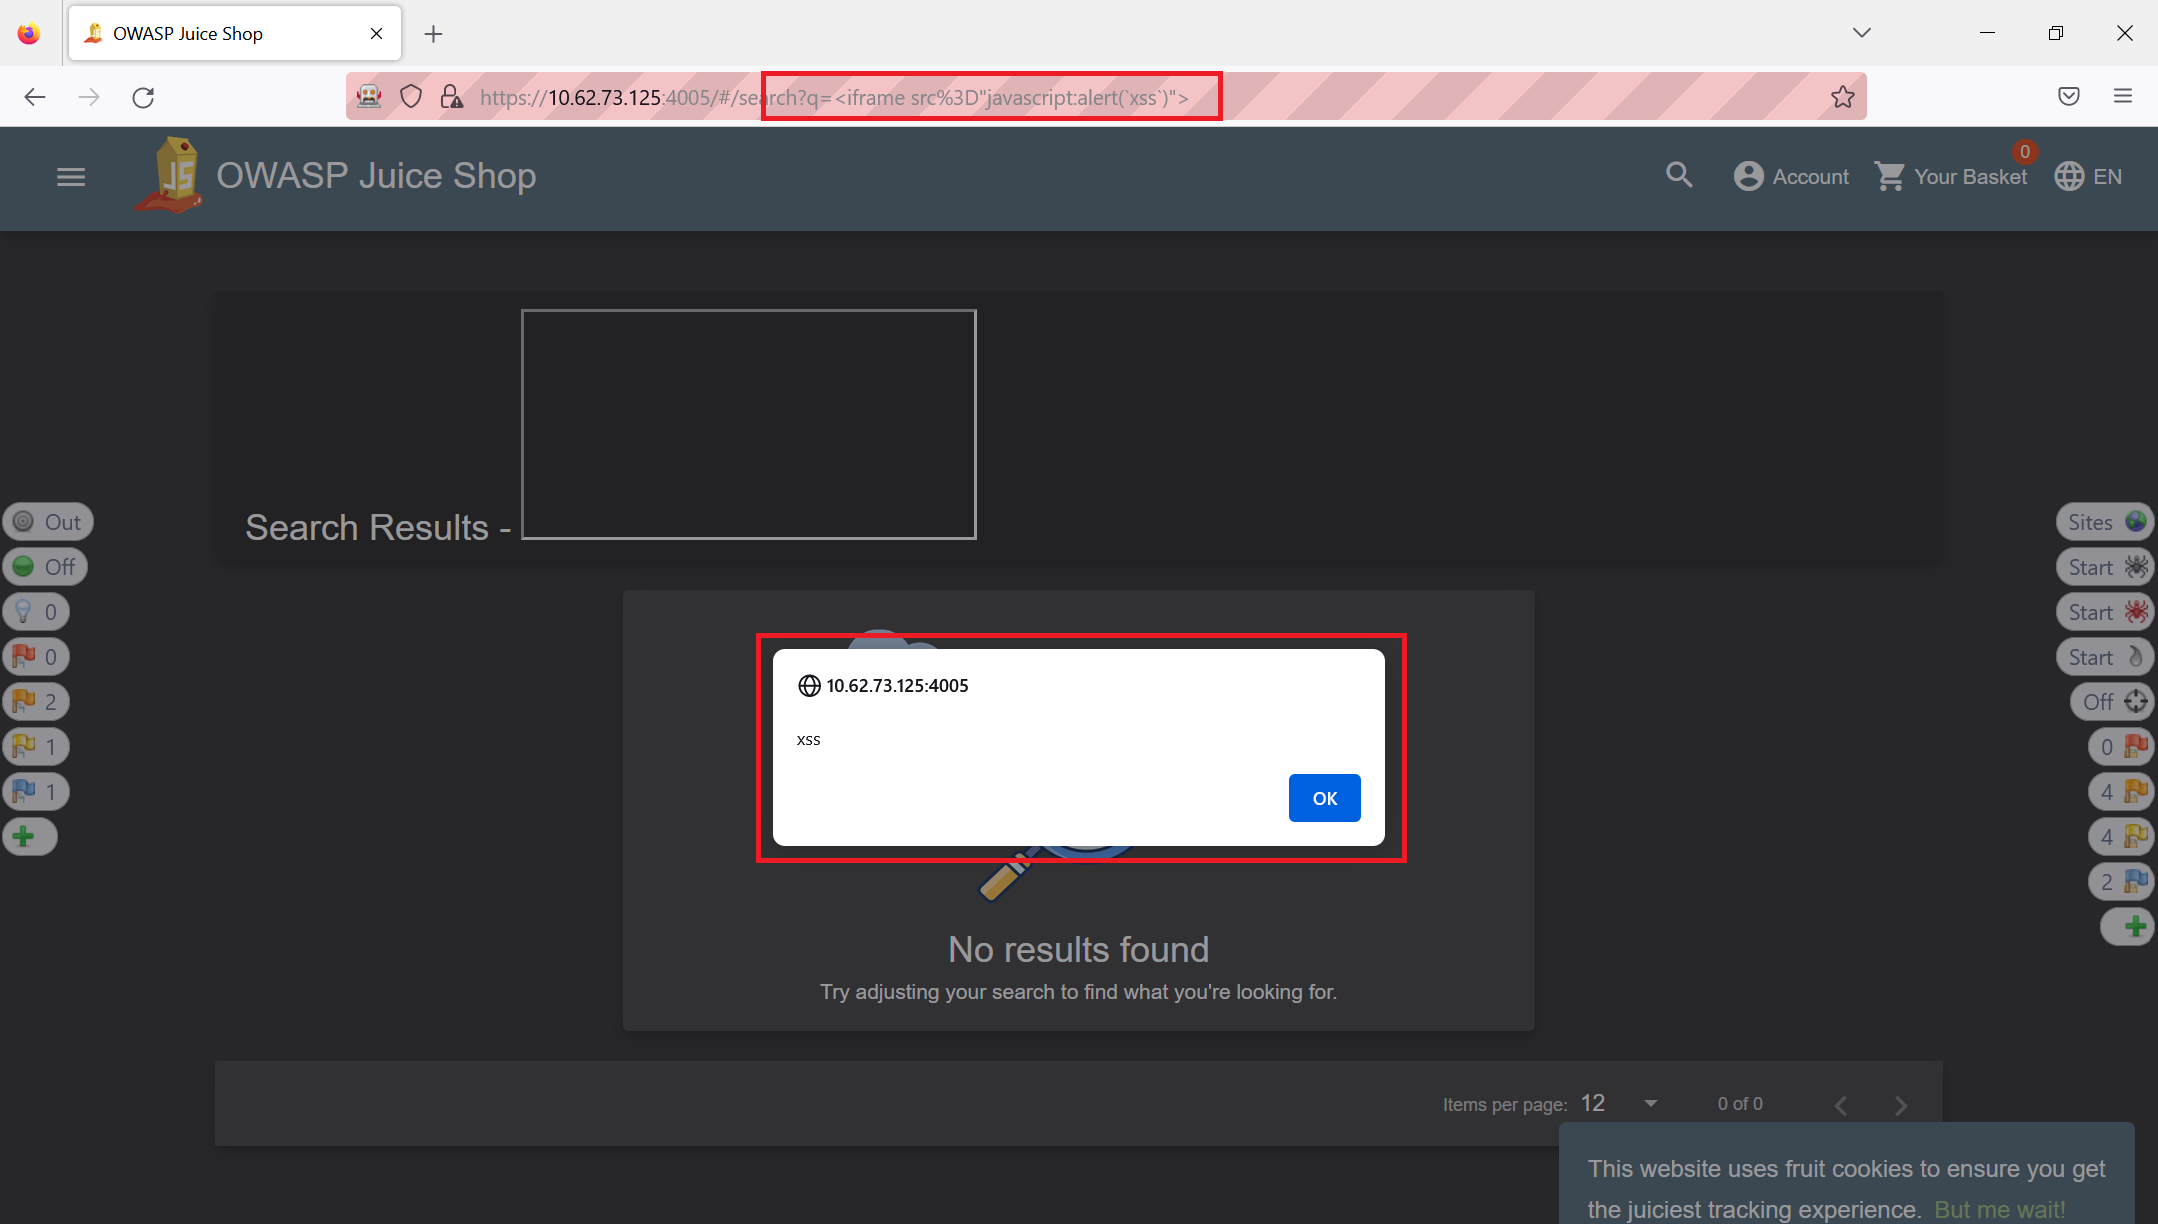 OWASP Juice Shop
https://10.62.73.125:4005/#/search?q=<iframe src%3D"javascript:alert(`xss`)">
JS
OWASP Juice Shop
Account
0
Your Basket
EN
Search Results -
Out
Off
0
0
2
1
1
Sites
Start
Start
Start
Off
0
4
4
2
10.62.73.125:4005
xss
OK
No results found
Try adjusting your search to find what you're looking for.
Items per page: 12
0 of 0
This website uses fruit cookies to ensure you get
the juiciest tracking experience. But me wait!